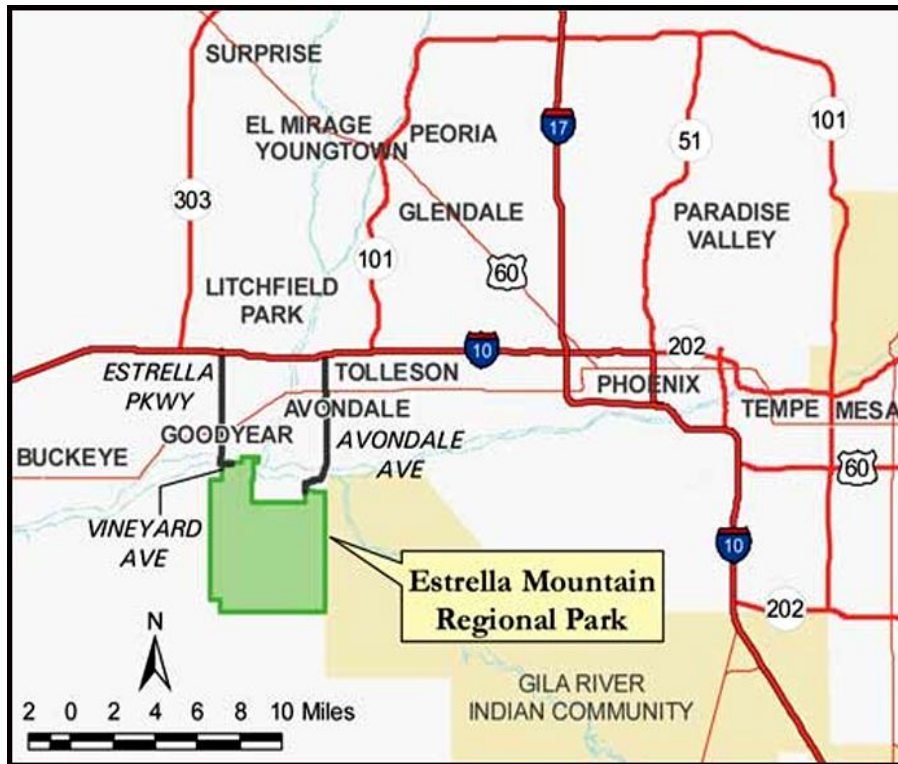 SURPRISE
EL MIRAGE
YOUNGTOWN
PEORIA
17
51
101
303
GLENDALE
PARADISE
VALLEY
101
60
LITCHFIELD
PARK
10
202
ESTRELLA
PKWY
TOLLESON
PHOENIX
AVONDALE
TEMPE
MESA
GOODYEAR
AVONDALE
AVE
BUCKEYE
60
VINEYARD
AVE
10
Estrella Mountain
Regional Park
202
N
GILA RIVER
INDIAN COMMUNITY
2 0 2 4 6 8 10 Miles